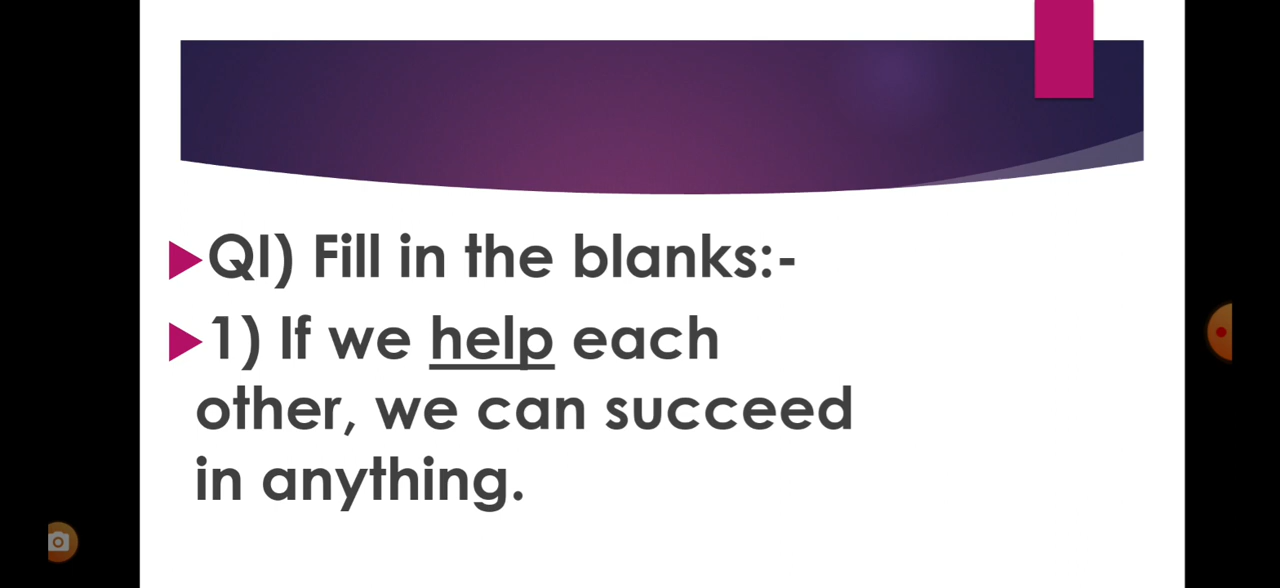 QI) Fill in the blanks:-
1) If we help each
other, we can succeed
in anything.